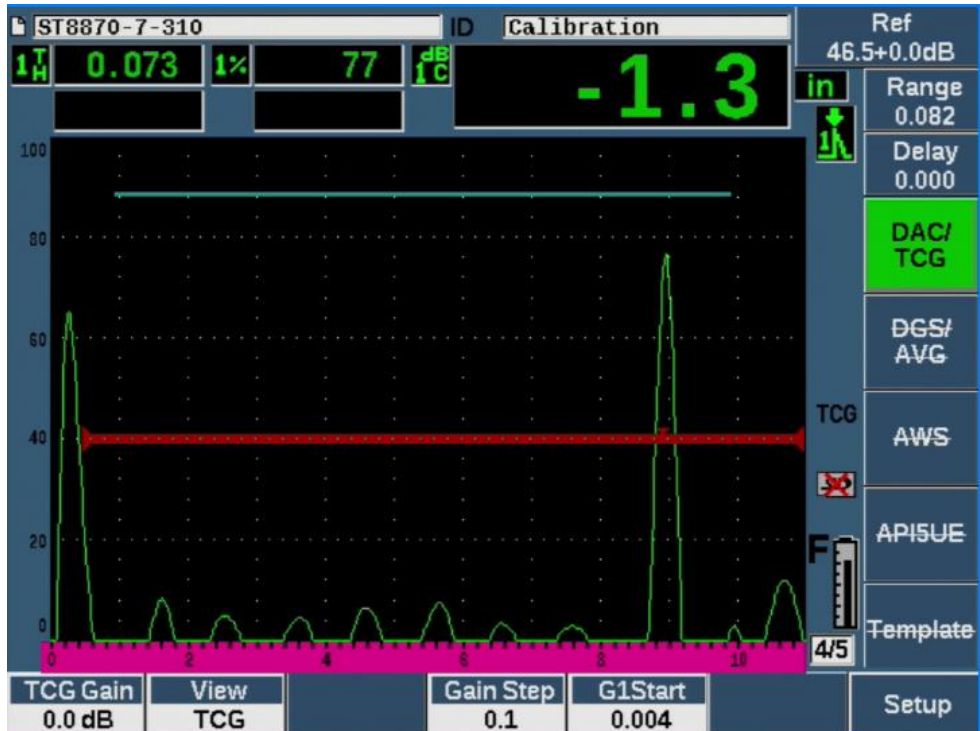 ST8870-7-310 ID Calibration Ref
46.5+0.0dB
1 TH 0.073 1% 77 dB 1 C -1.3 in
Range
0.082
Delay
0.000
DAC/
TCG
DGS/
AVG
AWS
API5UE
Template
Setup
1
TCG
F
4/5
100
80
60
40
20
0
0 2 4 6 8 10
TCG Gain View Gain Step G1Start
0.0 dB TCG 0.1 0.004